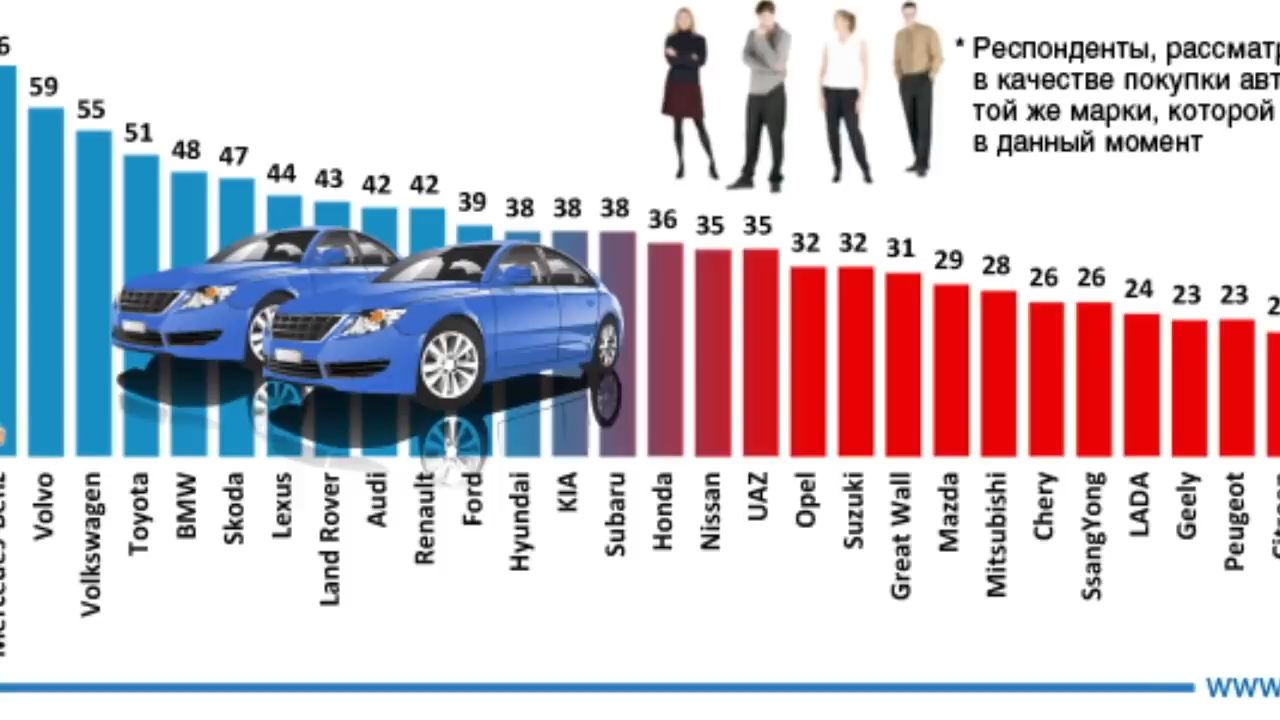 * Респонденты, рассматр
в качестве покупки авт
той же марки, которой
в данный момент
6
59
55
51
48
47
44
43
42
42
39
38
38
38
36
35
35
32
32
31
29
28
26
26
24
23
23
2
Volvo
Volkswagen
Toyota
BMW
Skoda
Lexus
Land Rover
Audi
Renault
Ford
Hyundai
KIA
Subaru
Honda
Nissan
UAZ
Opel
Suzuki
Great Wall
Mazda
Mitsubishi
Chery
SsangYong
LADA
Geely
Peugeot
www.